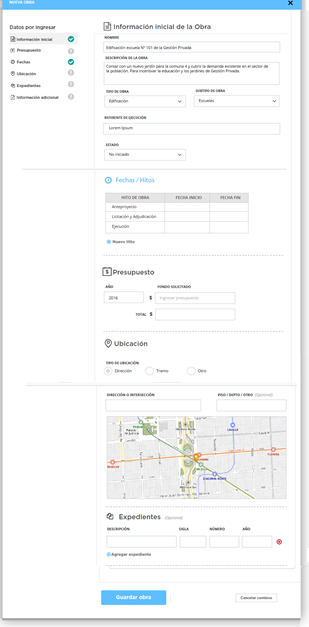 NUEVA OBRA
Datos por ingresar
Información inicial
Presupuesto
Fechas
Ubicación
Expedientes
Información adicional
Información inicial de la Obra
NOMBRE
Edificación escuela Nº 101 de la Gestión Privada
DESCRIPCIÓN DE LA OBRA
Contar con un nuevo jardín para la comuna 4 y cubrir la demanda existente en el sector de
la población. Para incentivar la educación y los jardines de Gestión Privada.
TIPO DE OBRA
SUBTIPO DE OBRA
Edificación
Escuelas
REFERENTE DE EJECUCIÓN
Lorem Ipsum
ESTADO
No iniciado
Fechas / Hitos
HITO DE OBRA FECHA INICIO FECHA FIN
Anteproyecto
Licitación y Adjudicación
Ejecución
Nuevo Hito
Presupuesto
AÑO FONDO SOLICITADO
2016 $ Ingresar presupuesto
TOTAL $
Ubicación
TIPO DE UBICACIÓN
Dirección Tramo Otro
DIRECCIÓN O INTERSECCIÓN PISO / DEPTO / OTRO (Opcional)
Expedientes (Opcional)
DESCRIPCIÓN SIGLA NÚMERO AÑO
Agregar expediente
Guardar obra
Cancelar cambios